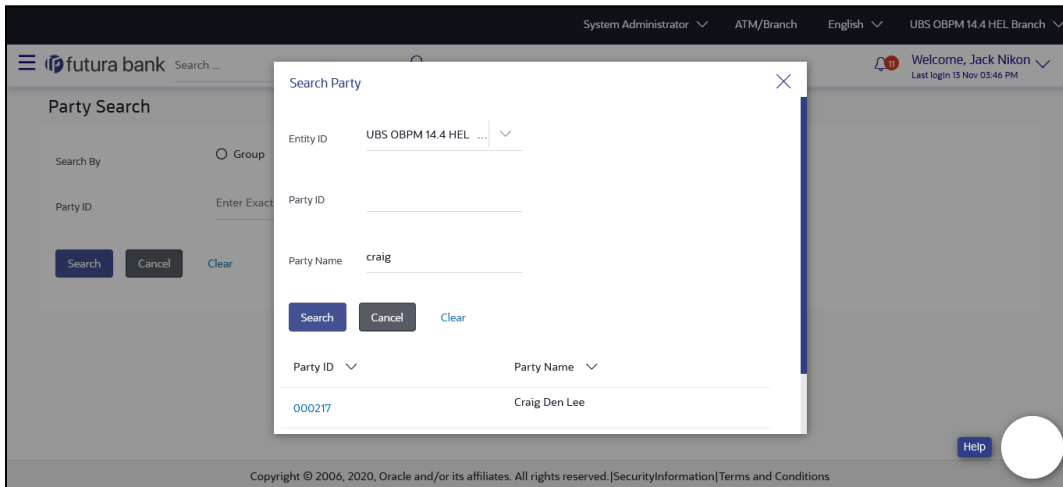 System Administrator ATM/Branch English UBS OBPM 14.4 HEL Branch
futura bank Search ... 11 Welcome, Jack Nikon
Last login 13 Nov 03:46 PM
Party Search
Search By Group
Party ID Enter Exact
Search Cancel Clear
Search Party
Entity ID UBS OBPM 14.4 HEL ...
Party ID
Party Name craig
Search Cancel Clear
Party ID Party Name
000217 Craig Den Lee
Help
Copyright © 2006, 2020, Oracle and/or its affiliates. All rights reserved.|SecurityInformation|Terms and Conditions